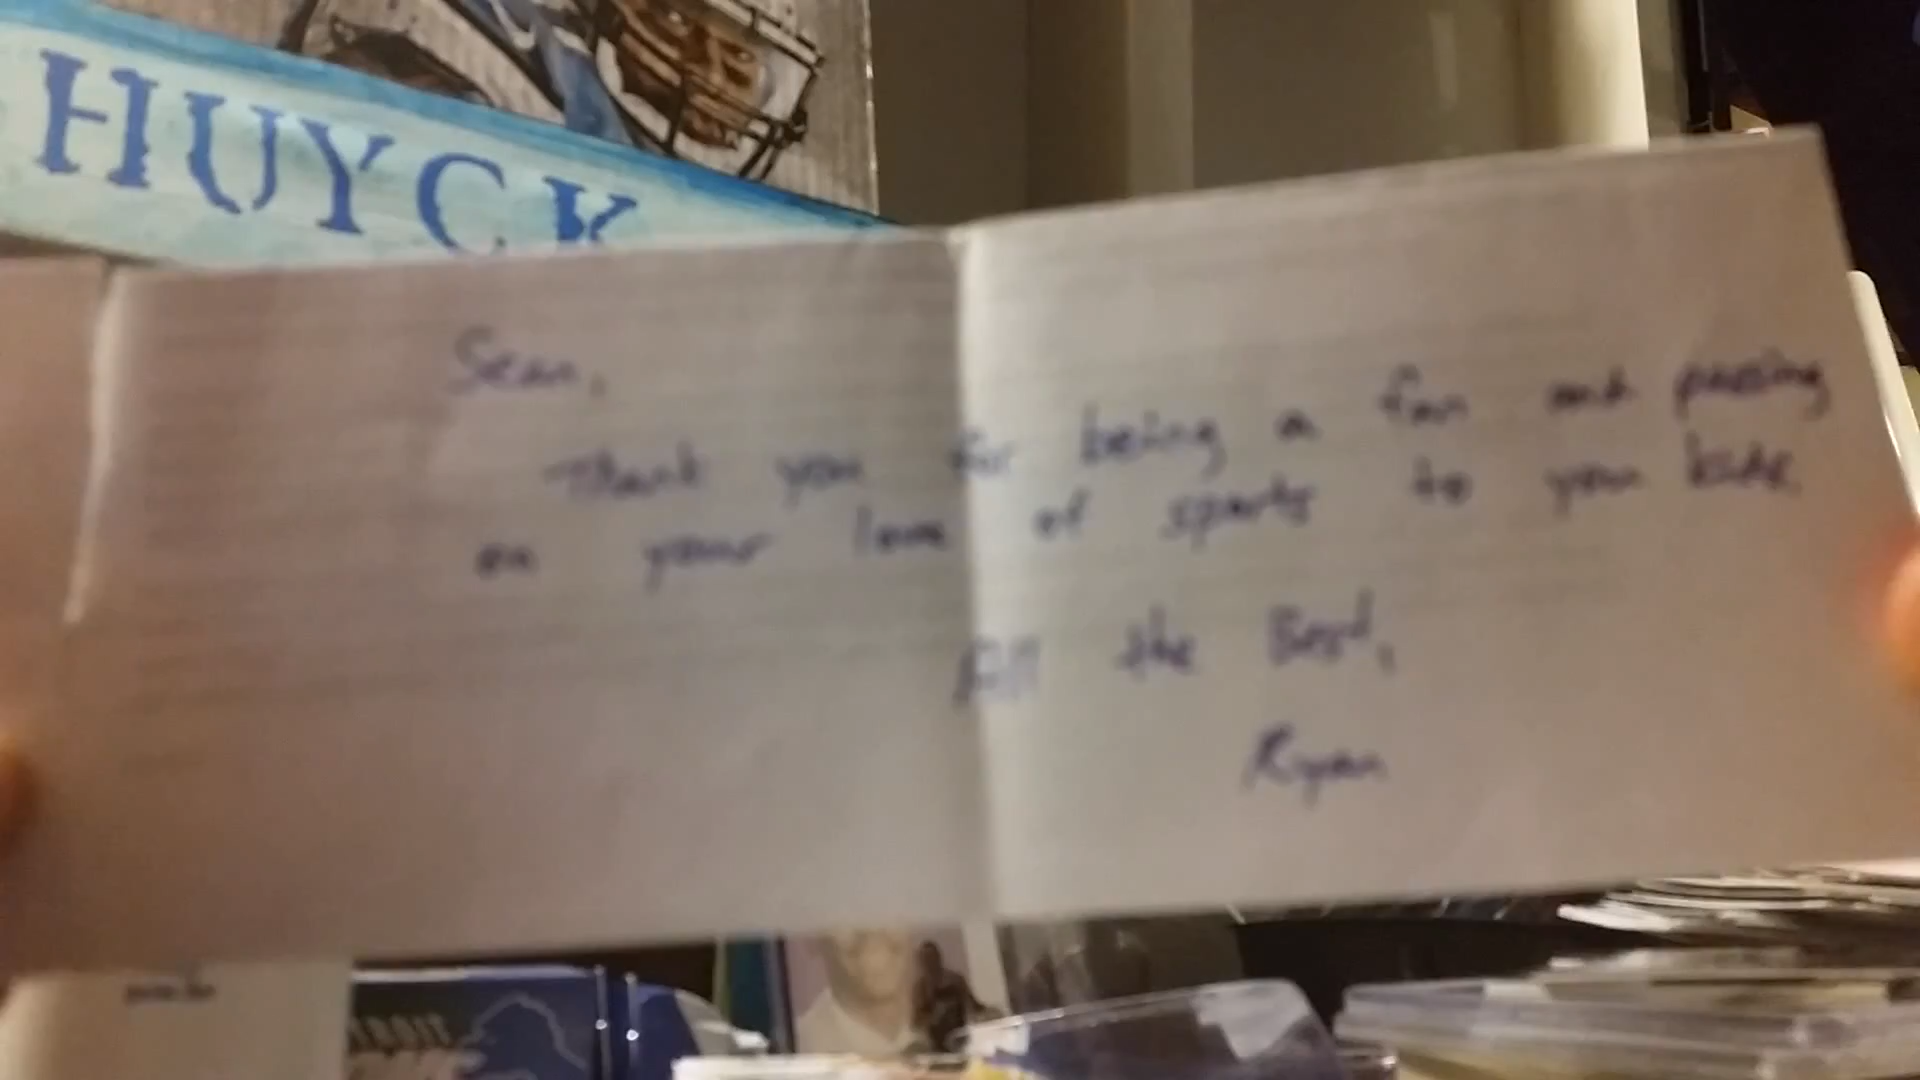 HUYCK
Sean,
Thank you for being a fan and passing
on your love of sports to your kids.
All the Best,
Ryan